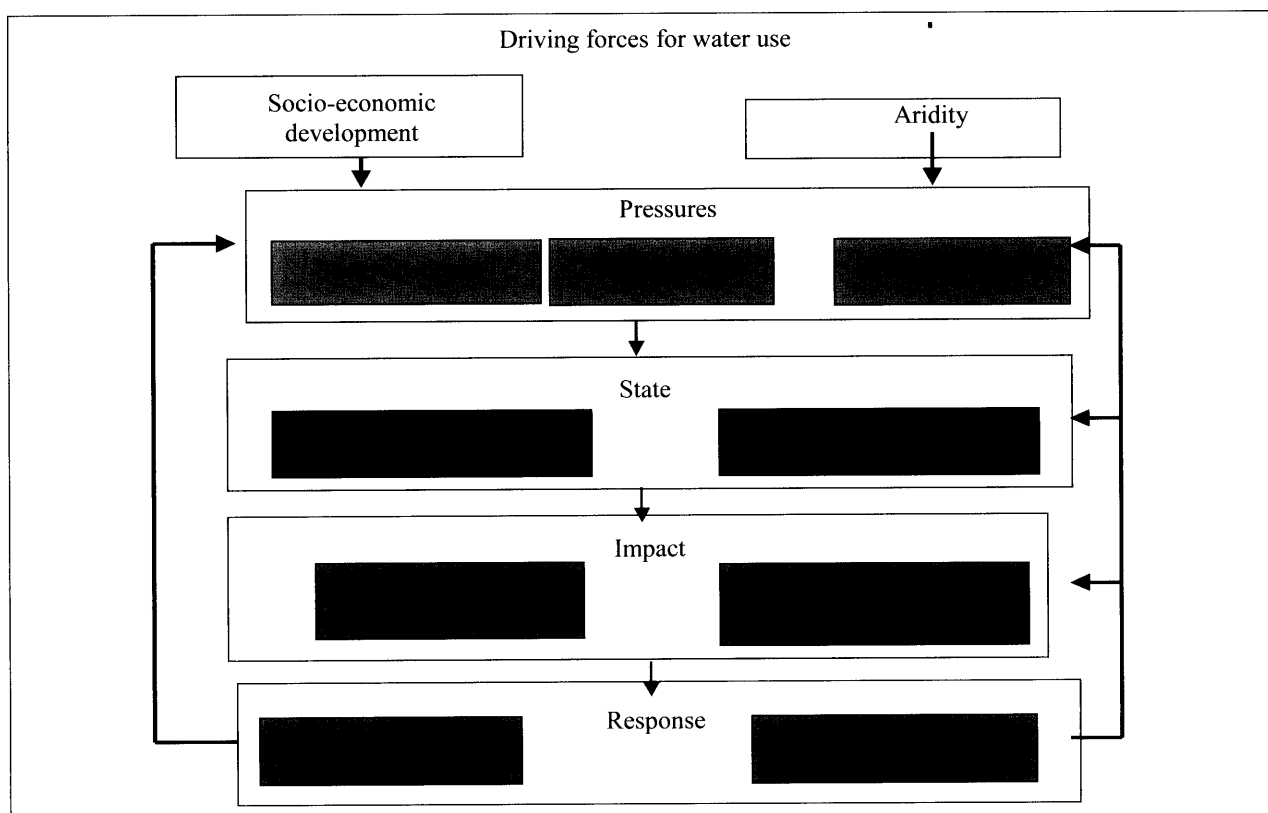 Driving forces for water use
Socio-economic
development
Aridity
Pressures
State
Impact
Response